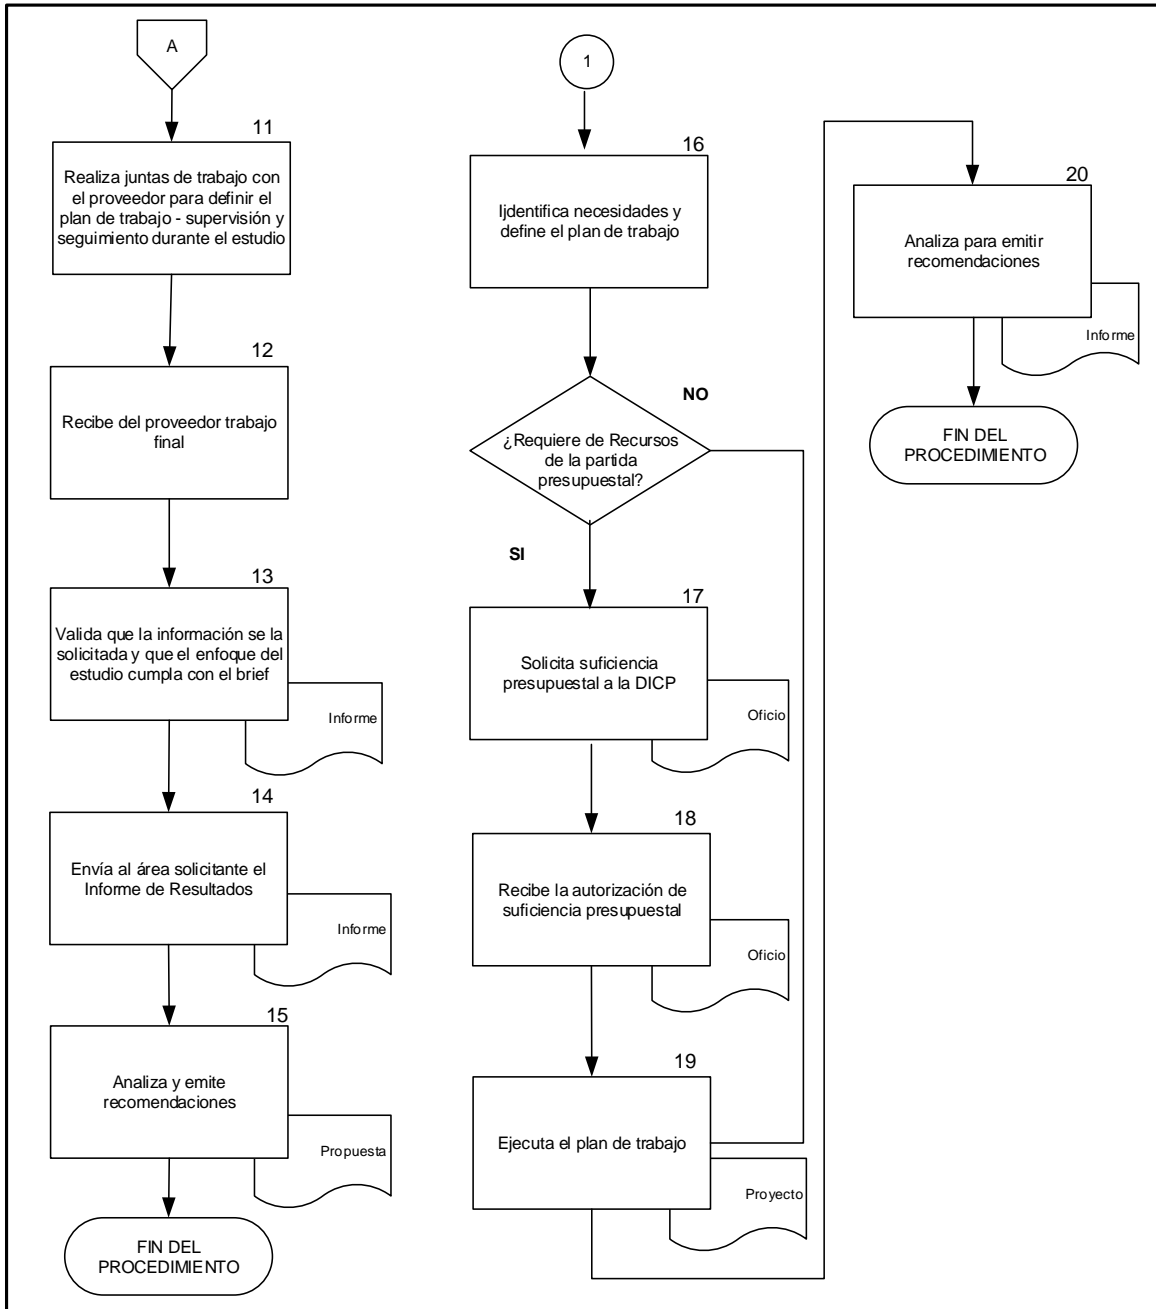 A
11
Realiza juntas de trabajo con
el proveedor para definir el
plan de trabajo - supervisión y
seguimiento durante el estudio
12
Recibe del proveedor trabajo
final
13
Valida que la información se la
solicitada y que el enfoque del
estudio cumpla con el brief
Informe
14
Envía al área solicitante el
Informe de Resultados
Informe
15
Analiza y emite
recomendaciones
Propuesta
FIN DEL
PROCEDIMIENTO
1
16
Ijdentifica necesidades y
define el plan de trabajo
NO
¿Requiere de Recursos
de la partida
presupuestal?
SI
17
Solicita suficiencia
presupuestal a la DICP
Oficio
18
Recibe la autorización de
suficiencia presupuestal
Oficio
19
Ejecuta el plan de trabajo
Proyecto
20
Analiza para emitir
recomendaciones
Informe
FIN DEL
PROCEDIMIENTO